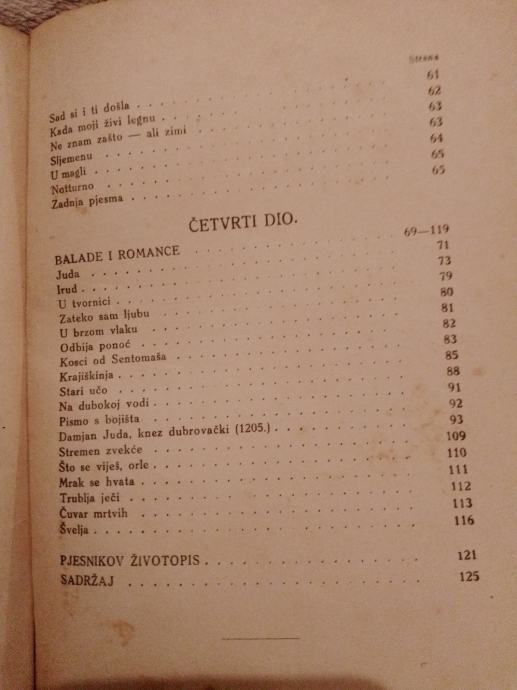 Strana
Sad si i ti došla . . . . . . . . . . . . . . . . 61
Kada moji živi legnu . . . . . . . . . . . . . . 62
Ne znam zašto — ali zimi . . . . . . . . . . . . 63
Sljemenu . . . . . . . . . . . . . . . . . . . . 63
U magli . . . . . . . . . . . . . . . . . . . . 64
Notturno . . . . . . . . . . . . . . . . . . . . 65
Zadnja pjesma . . . . . . . . . . . . . . . . . 65
ČETVRTI DIO.
BALADE I ROMANCE . . . . . . . . . . . . . . 69—119
Juda . . . . . . . . . . . . . . . . . . . . . . 71
Irud . . . . . . . . . . . . . . . . . . . . . . 73
U tvornici . . . . . . . . . . . . . . . . . . . 79
Zateko sam ljubu . . . . . . . . . . . . . . . . 80
U brzom vlaku . . . . . . . . . . . . . . . . . 81
Odbija ponoć . . . . . . . . . . . . . . . . . . 82
Kosci od Sentomaša . . . . . . . . . . . . . . . 83
Krajiškinja . . . . . . . . . . . . . . . . . . . 85
Stari učo . . . . . . . . . . . . . . . . . . . . 88
Na dubokoj vodi . . . . . . . . . . . . . . . . 91
Pismo s bojišta . . . . . . . . . . . . . . . . . 92
Damjan Juda, knez dubrovački (1205.) . . . . . . . 93
Stremen zvekće . . . . . . . . . . . . . . . . . 109
Što se viješ, orle . . . . . . . . . . . . . . . . 110
Mrak se hvata . . . . . . . . . . . . . . . . . . 111
Trublja ječi . . . . . . . . . . . . . . . . . . . 112
Čuvar mrtvih . . . . . . . . . . . . . . . . . . 113
Švelja . . . . . . . . . . . . . . . . . . . . . 116
PJESNIKOV ŽIVOTOPIS . . . . . . . . . . . . . . 121
SADRŽAJ . . . . . . . . . . . . . . . . . . . . 125